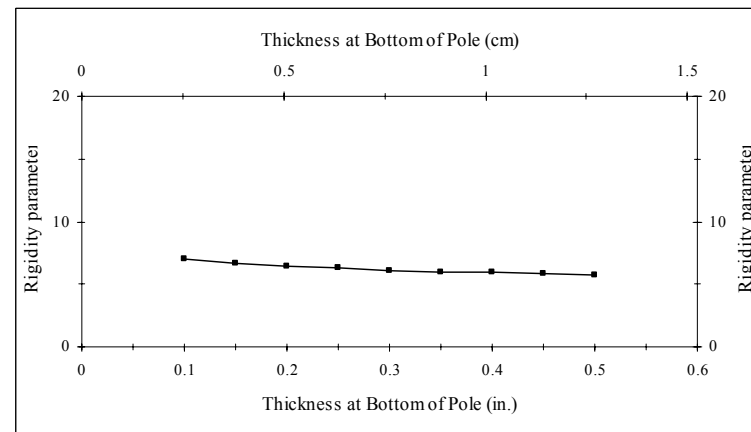 Thickness at Bottom of Pole (cm)
0 0.5 1 1.5
20 20
Rigidity parameter
Rigidity parameter
10 10
0 0
0 0.1 0.2 0.3 0.4 0.5 0.6
Thickness at Bottom of Pole (in.)